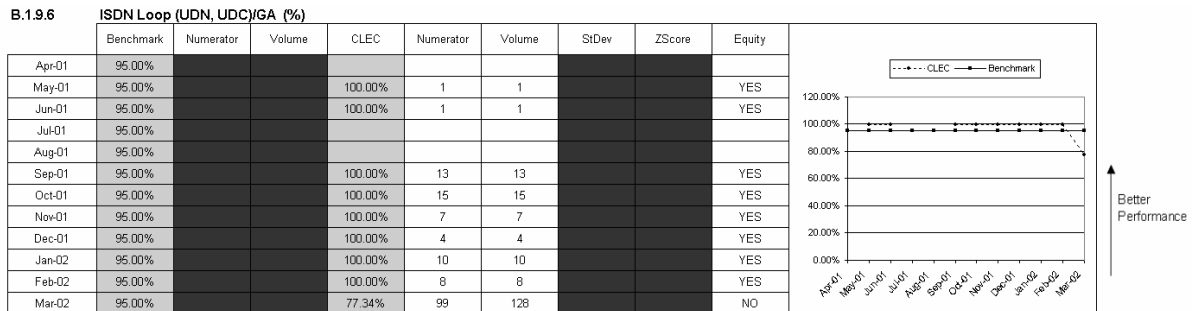 B.1.9.6 ISDN Loop (UDN, UDC)/GA (%)
Benchmark Numerator Volume CLEC Numerator Volume StDev ZScore Equity
Apr-01 95.00%
May-01 95.00% 100.00% 1 1 YES
Jun-01 95.00% 100.00% 1 1 YES
Jul-01 95.00%
Aug-01 95.00%
Sep-01 95.00% 100.00% 13 13 YES
Oct-01 95.00% 100.00% 15 15 YES
Nov-01 95.00% 100.00% 7 7 YES
Dec-01 95.00% 100.00% 4 4 YES
Jan-02 95.00% 100.00% 10 10 YES
Feb-02 95.00% 100.00% 8 8 YES
Mar-02 95.00% 77.34% 99 128 NO
CLEC Benchmark
120.00%
100.00%
80.00%
60.00%
40.00%
20.00%
0.00%
Apr-01 May-01 Jun-01 Jul-01 Aug-01 Sep-01 Oct-01 Nov-01 Dec-01 Jan-02 Feb-02 Mar-02
Better
Performance